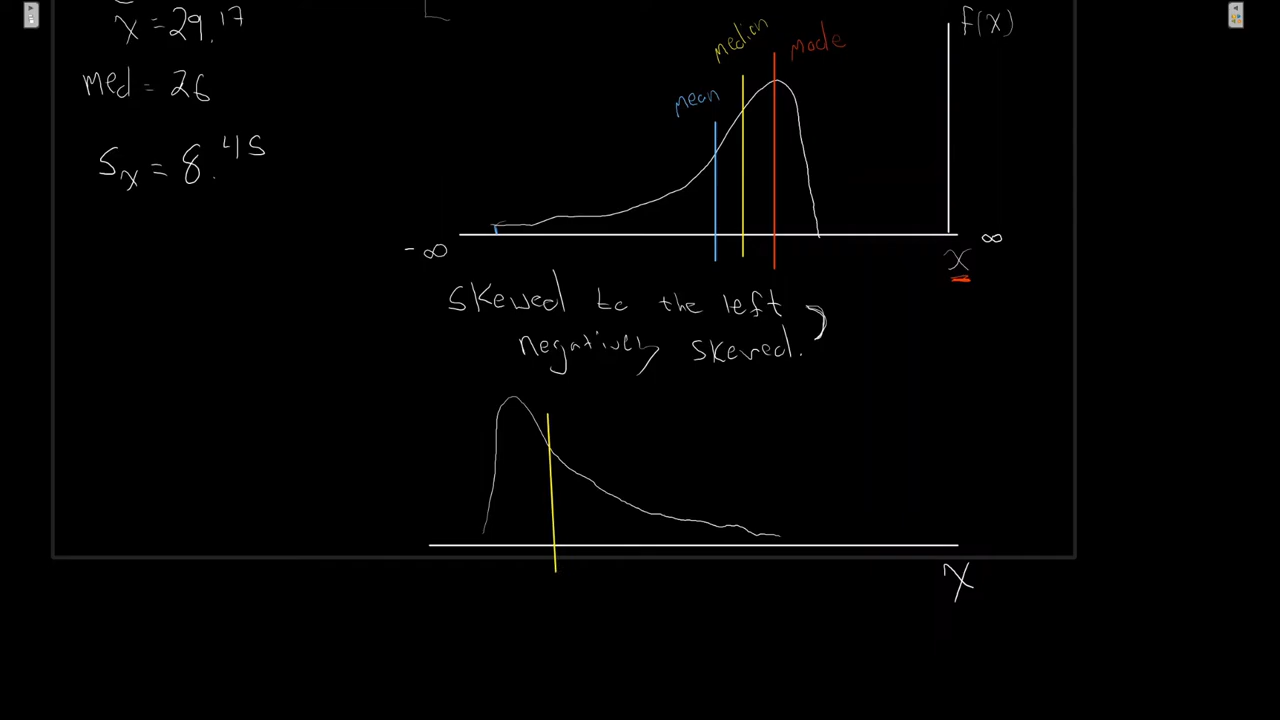 x = 29.17
med = 26
Sx = 8.45
f(x)
median
mode
mean
-∞
∞
x
skewed to the left
negatively skewed.
x